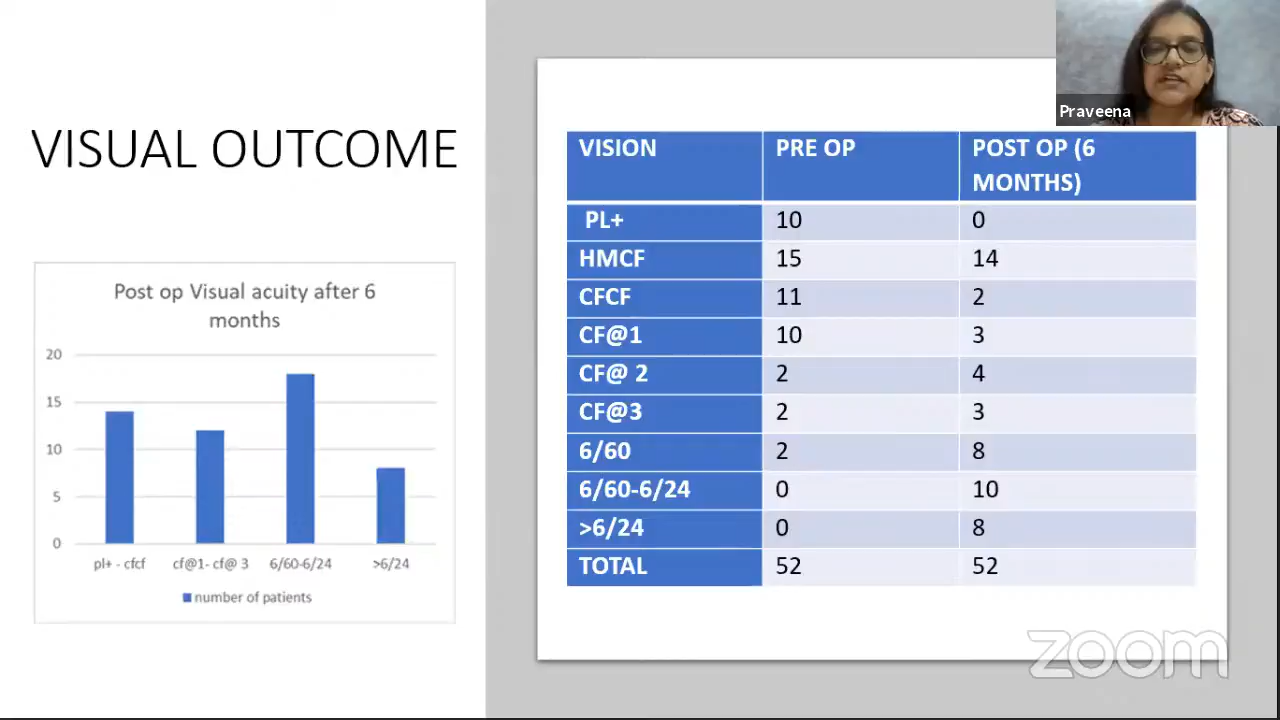 VISUAL OUTCOME
Post op Visual acuity after 6
months
20
15
10
5
0
pl+ - cfcf cf@1- cf@ 3 6/60-6/24 >6/24
number of patients
Praveena
VISION PRE OP POST OP (6
MONTHS)
PL+ 10 0
HMCF 15 14
CFCF 11 2
CF@1 10 3
CF@ 2 2 4
CF@3 2 3
6/60 2 8
6/60-6/24 0 10
>6/24 0 8
TOTAL 52 52
zoom